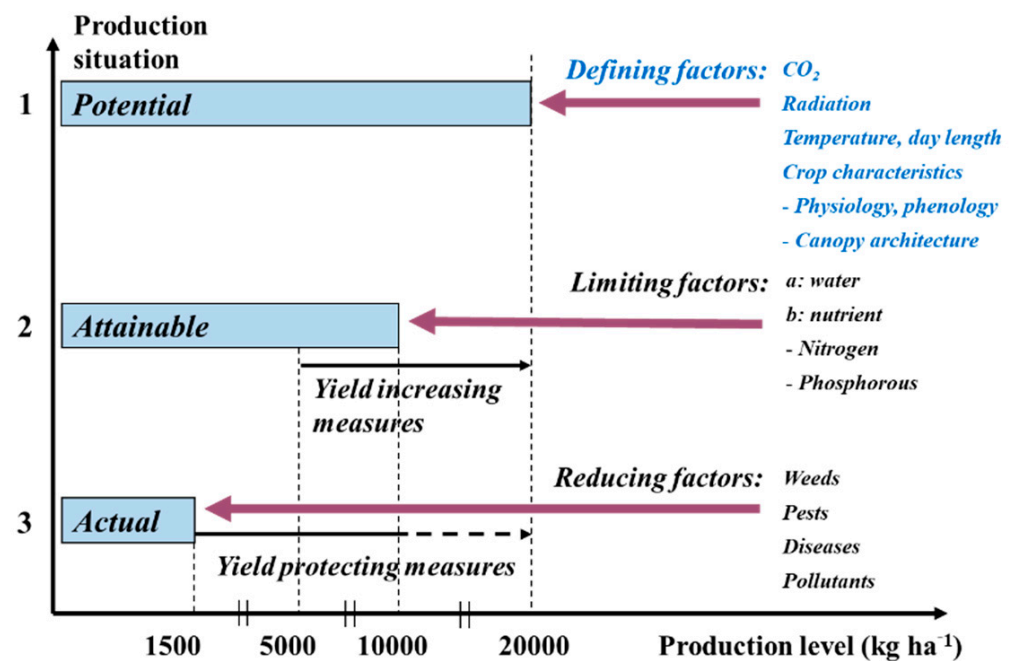 Production
situation
1
Potential
Defining factors:
CO₂
Radiation
Temperature, day length
Crop characteristics
- Physiology, phenology
- Canopy architecture
2
Attainable
Limiting factors:
a: water
b: nutrient
- Nitrogen
- Phosphorous
Yield increasing
measures
3
Actual
Reducing factors:
Weeds
Pests
Diseases
Pollutants
Yield protecting measures
1500 5000 10000 20000 Production level (kg ha⁻¹)